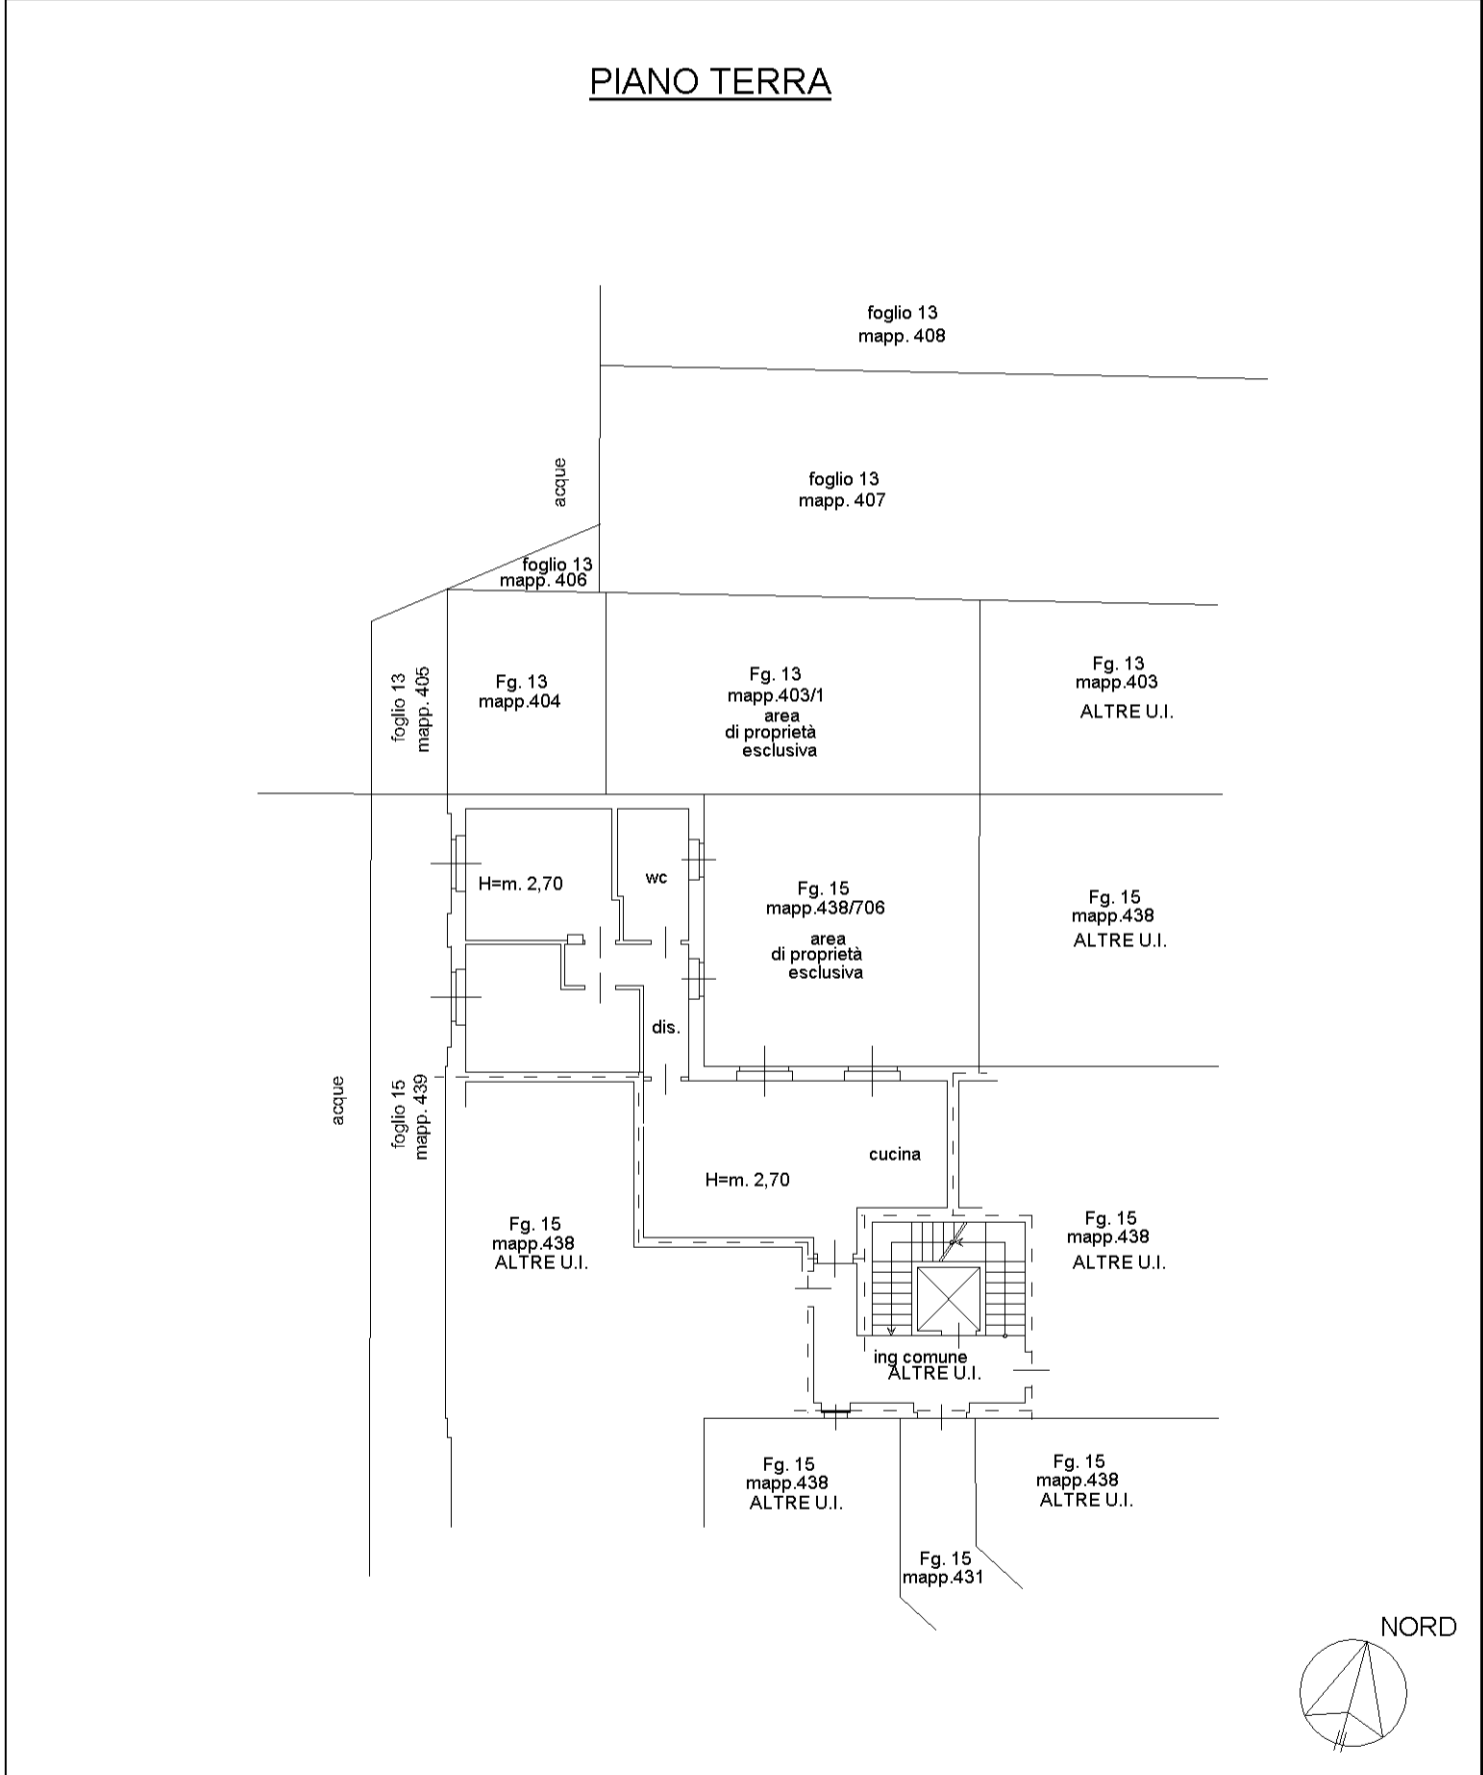 PIANO TERRA
foglio 13
mapp. 408
acque
foglio 13
mapp. 407
foglio 13
mapp. 406
foglio 13
mapp. 405
Fg. 13
mapp.404
Fg. 13
mapp.403/1
area
di proprietà
esclusiva
Fg. 13
mapp.403
ALTRE U.I.
H=m. 2,70
wc
Fg. 15
mapp.438/706
area
di proprietà
esclusiva
Fg. 15
mapp.438
ALTRE U.I.
dis.
acque
foglio 15
mapp. 439
cucina
H=m. 2,70
Fg. 15
mapp.438
ALTRE U.I.
Fg. 15
mapp.438
ALTRE U.I.
ing comune
ALTRE U.I.
Fg. 15
mapp.438
ALTRE U.I.
Fg. 15
mapp.438
ALTRE U.I.
Fg. 15
mapp.431
NORD